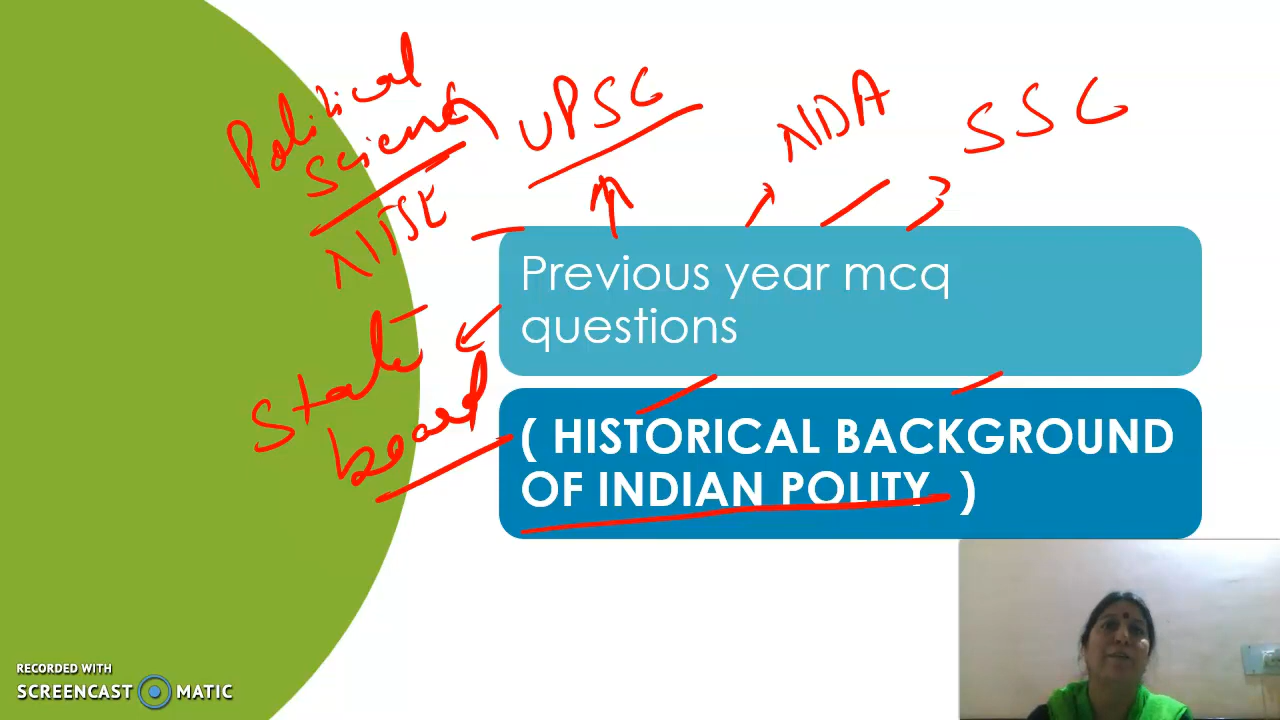 Political
Science
UPSC
NDA
SSC
NTSE
State
board
Previous year mcq
questions
( HISTORICAL BACKGROUND
OF INDIAN POLITY )
RECORDED WITH
SCREENCAST MATIC